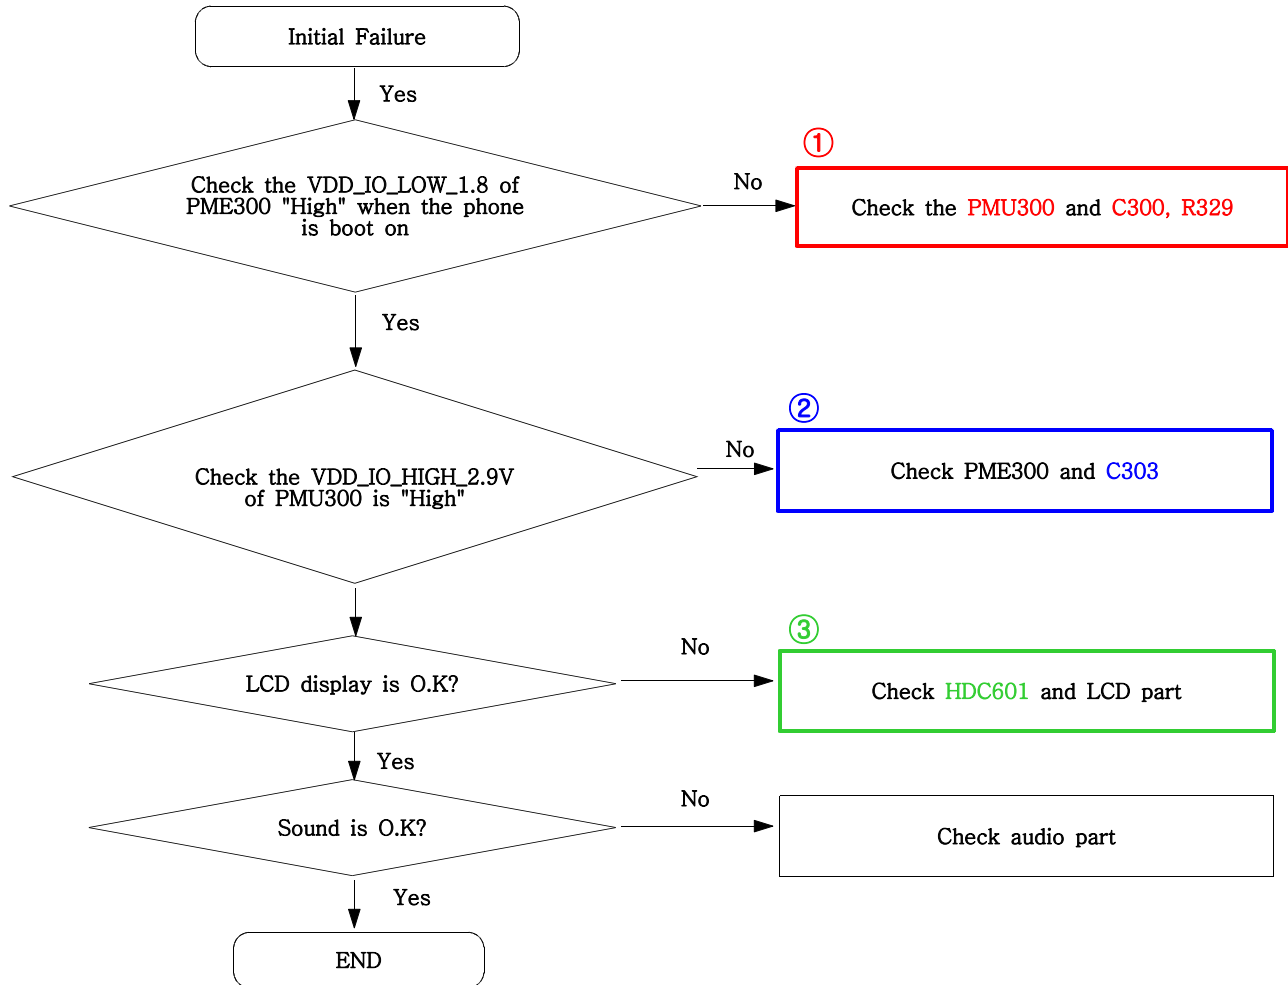 Initial Failure
Yes
①
Check the VDD_IO_LOW_1.8 of
PME300 "High" when the phone
is boot on
No
Check the PMU300 and C300, R329
Yes
②
Check the VDD_IO_HIGH_2.9V
of PMU300 is "High"
No
Check PME300 and C303
③
LCD display is O.K?
No
Check HDC601 and LCD part
Yes
Sound is O.K?
No
Check audio part
Yes
END